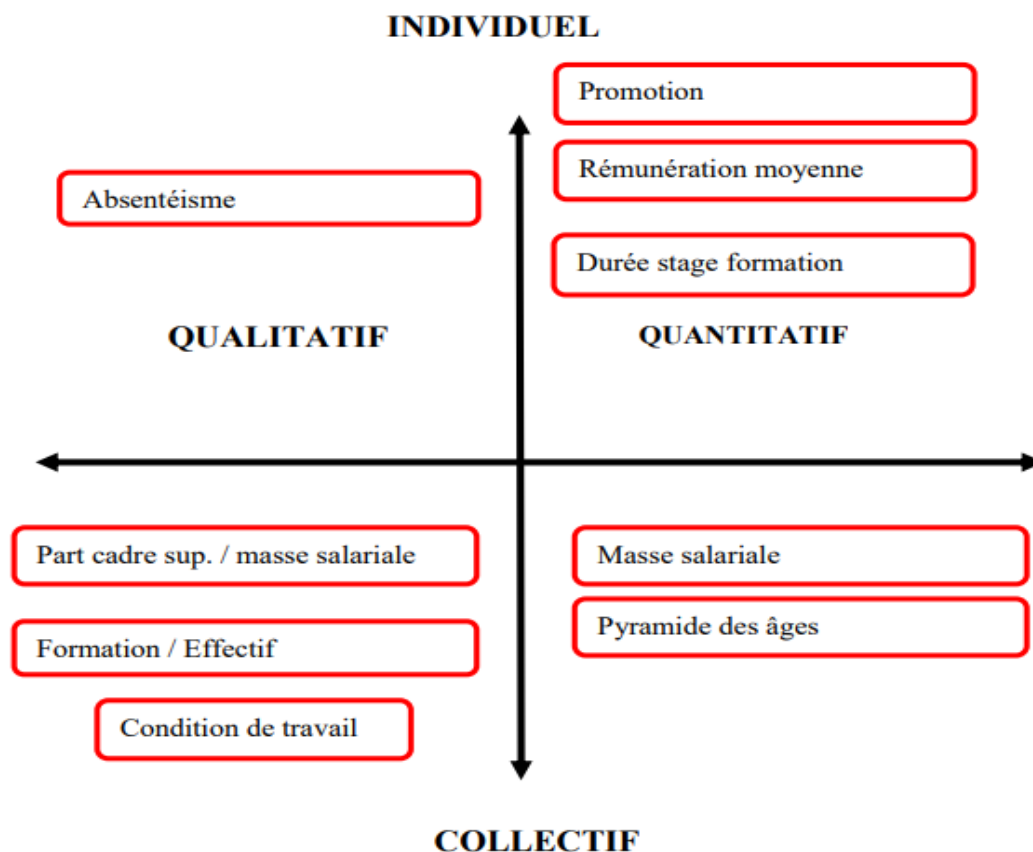 INDIVIDUEL
Promotion
Rémunération moyenne
Absentéisme
Durée stage formation
QUALITATIF
QUANTITATIF
Part cadre sup. / masse salariale
Masse salariale
Pyramide des âges
Formation / Effectif
Condition de travail
COLLECTIF